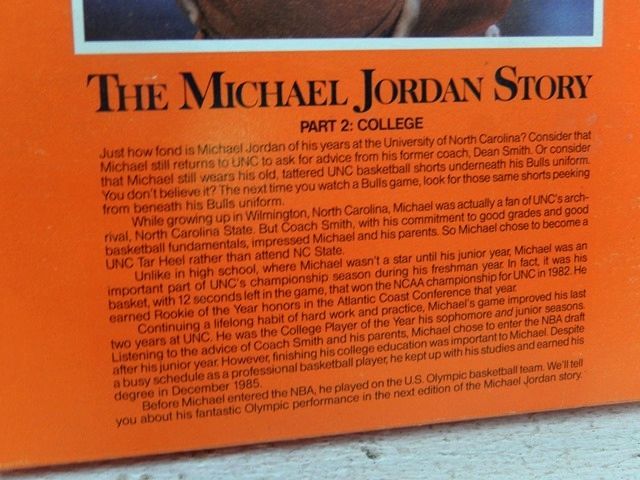 THE MICHAEL JORDAN STORY
PART 2: COLLEGE
Just how fond is Michael Jordan of his years at the University of North Carolina? Consider that
Michael still returns to UNC to ask for advice from his former coach, Dean Smith. Or consider
that Michael still wears his old, tattered UNC basketball shorts underneath his Bulls uniform.
You don't believe it? The next time you watch a Bulls game, look for those same shorts peeking
from beneath his Bulls uniform.
While growing up in Wilmington, North Carolina, Michael was actually a fan of UNC's arch-
rival, North Carolina State. But Coach Smith, with his commitment to good grades and good
basketball fundamentals, impressed Michael and his parents. So Michael chose to become a
UNC Tar Heel rather than attend NC State.
Unlike in high school, where Michael wasn't a star until his junior year, Michael was an
important part of UNC's championship season during his freshman year. In fact, it was his
basket, with 12 seconds left in the game, that won the NCAA championship for UNC in 1982. He
earned Rookie of the Year honors in the Atlantic Coast Conference that year.
Continuing a lifelong habit of hard work and practice, Michael's game improved his last
two years at UNC. He was the College Player of the Year his sophomore and junior seasons.
Listening to the advice of Coach Smith and his parents, Michael chose to enter the NBA draft
after his junior year. However, finishing his college education was important to Michael. Despite
a busy schedule as a professional basketball player, he kept up with his studies and earned his
degree in December 1985.
Before Michael entered the NBA, he played on the U.S. Olympic basketball team. We'll tell
you about his fantastic Olympic performance in the next edition of the Michael Jordan story.